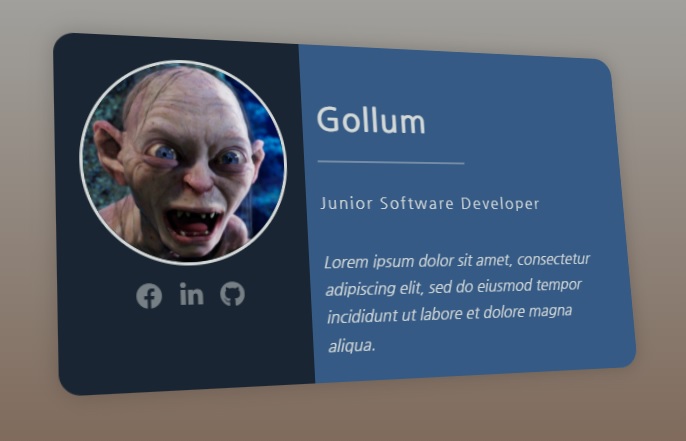 Gollum
Junior Software Developer
Lorem ipsum dolor sit amet, consectetur
adipiscing elit, sed do eiusmod tempor
incididunt ut labore et dolore magna
aliqua.